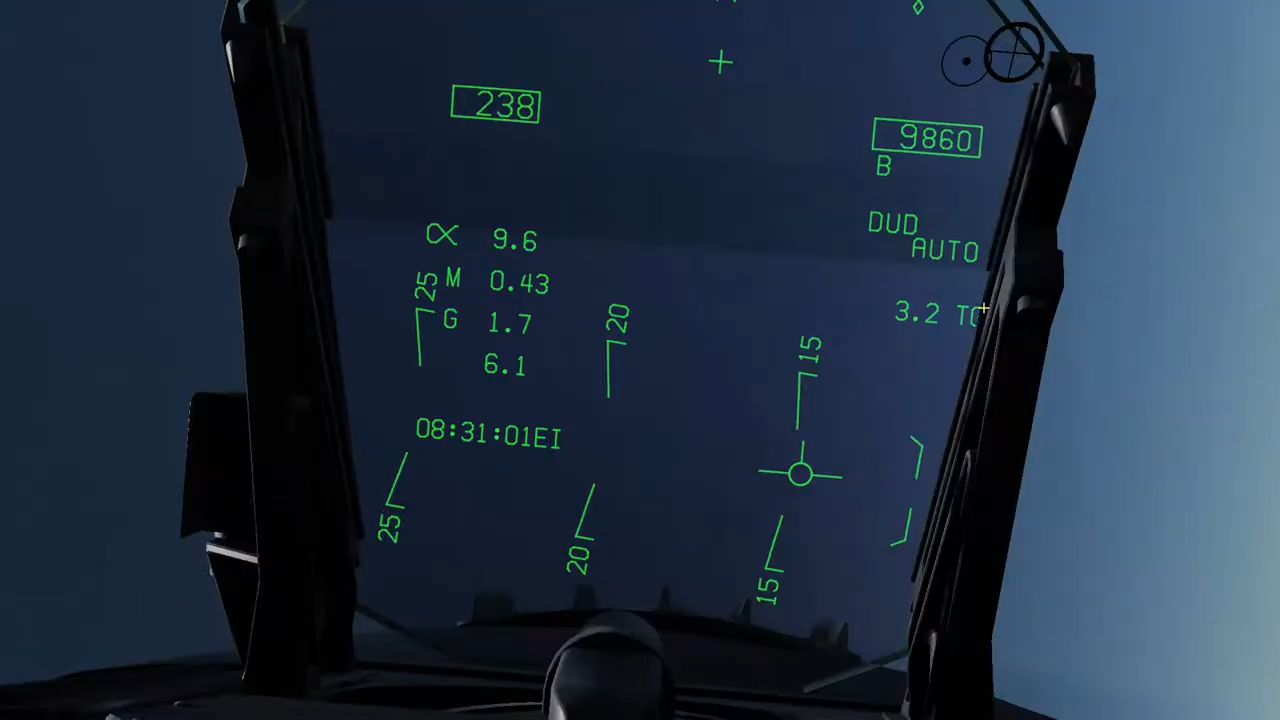 238
9860
B
DUD
AUTO
α 9.6
M 0.43
G 1.7
6.1
3.2 TG
25
20
15
08:31:01EI
25
20
15